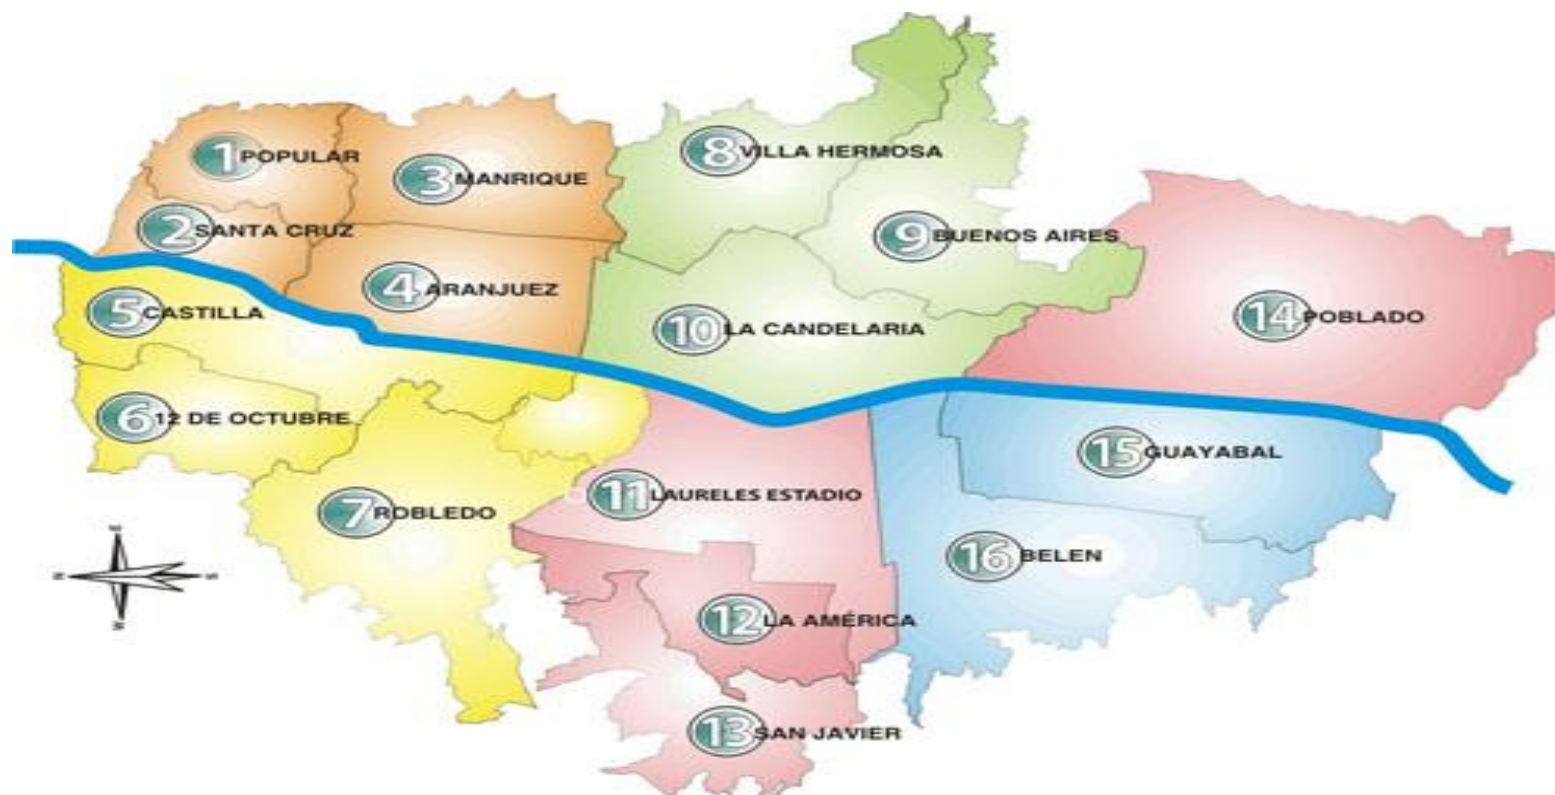 1 POPULAR
2 SANTA CRUZ
3 MANRIQUE
4 ARANJUEZ
5 CASTILLA
6 12 DE OCTUBRE
7 ROBLEDO
8 VILLA HERMOSA
9 BUENOS AIRES
10 LA CANDELARIA
11 LAURELES ESTADIO
12 LA AMÉRICA
13 SAN JAVIER
14 POBLADO
15 GUAYABAL
16 BELEN
E
N
S
W